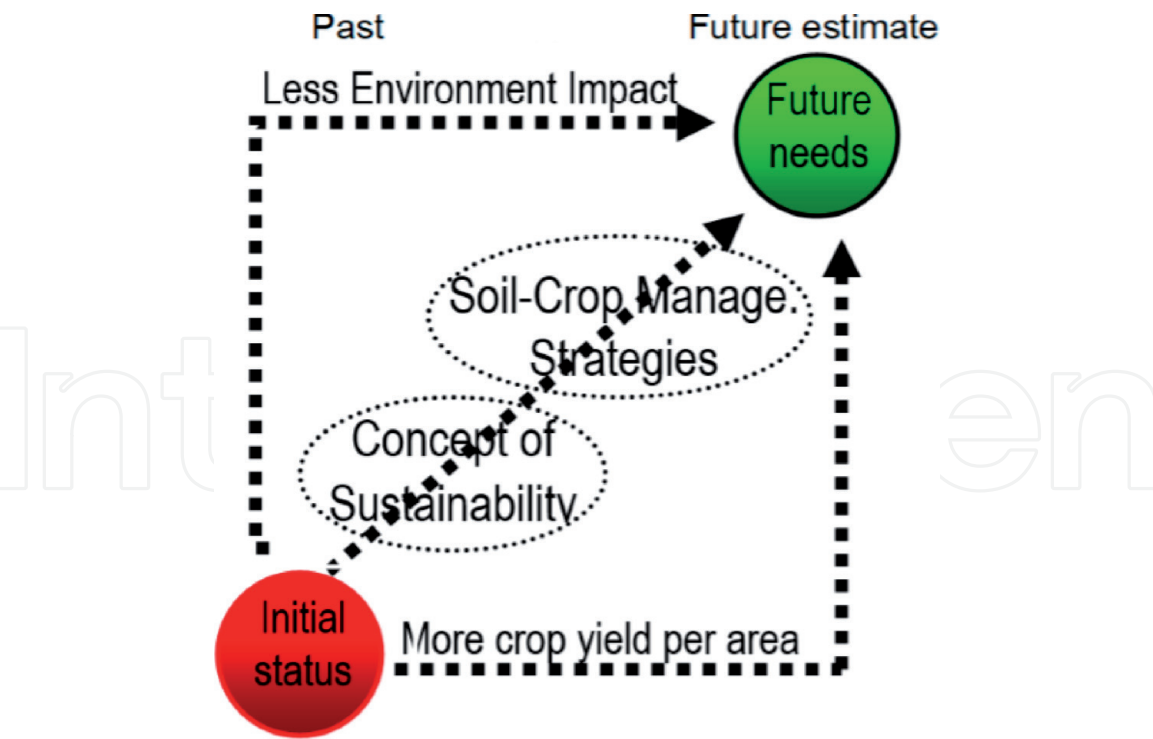 Past
Future estimate
Less Environment Impact
Future
needs
Soil-Crop Manage.
Strategies
Concept of
Sustainability
Initial
status
More crop yield per area